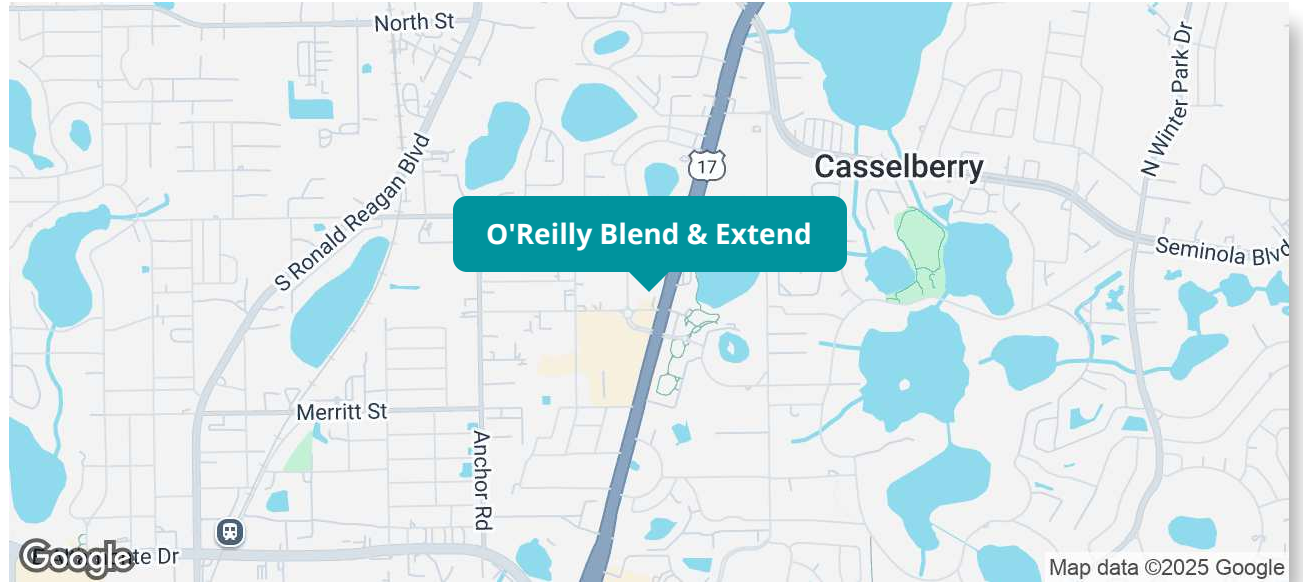 North St
S Ronald Reagan Blvd
17
Casselberry
N Winter Park Dr
O'Reilly Blend & Extend
Seminola Blvd
Merritt St
Anchor Rd
Google
Dr
Map data ©2025 Google